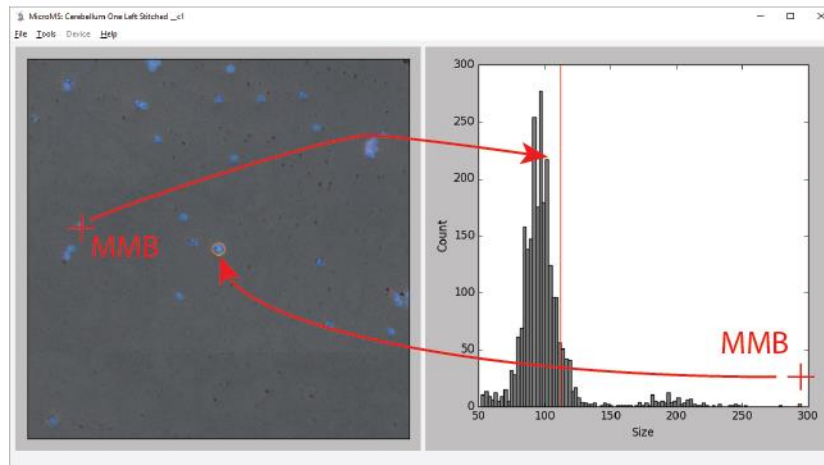 MicroMS: Cerebellum One Left Stitched __c1
File Tools Device Help
MMB
300
250
200
150
100
50
0
Count
50 100 150 200 250 300
Size
MMB